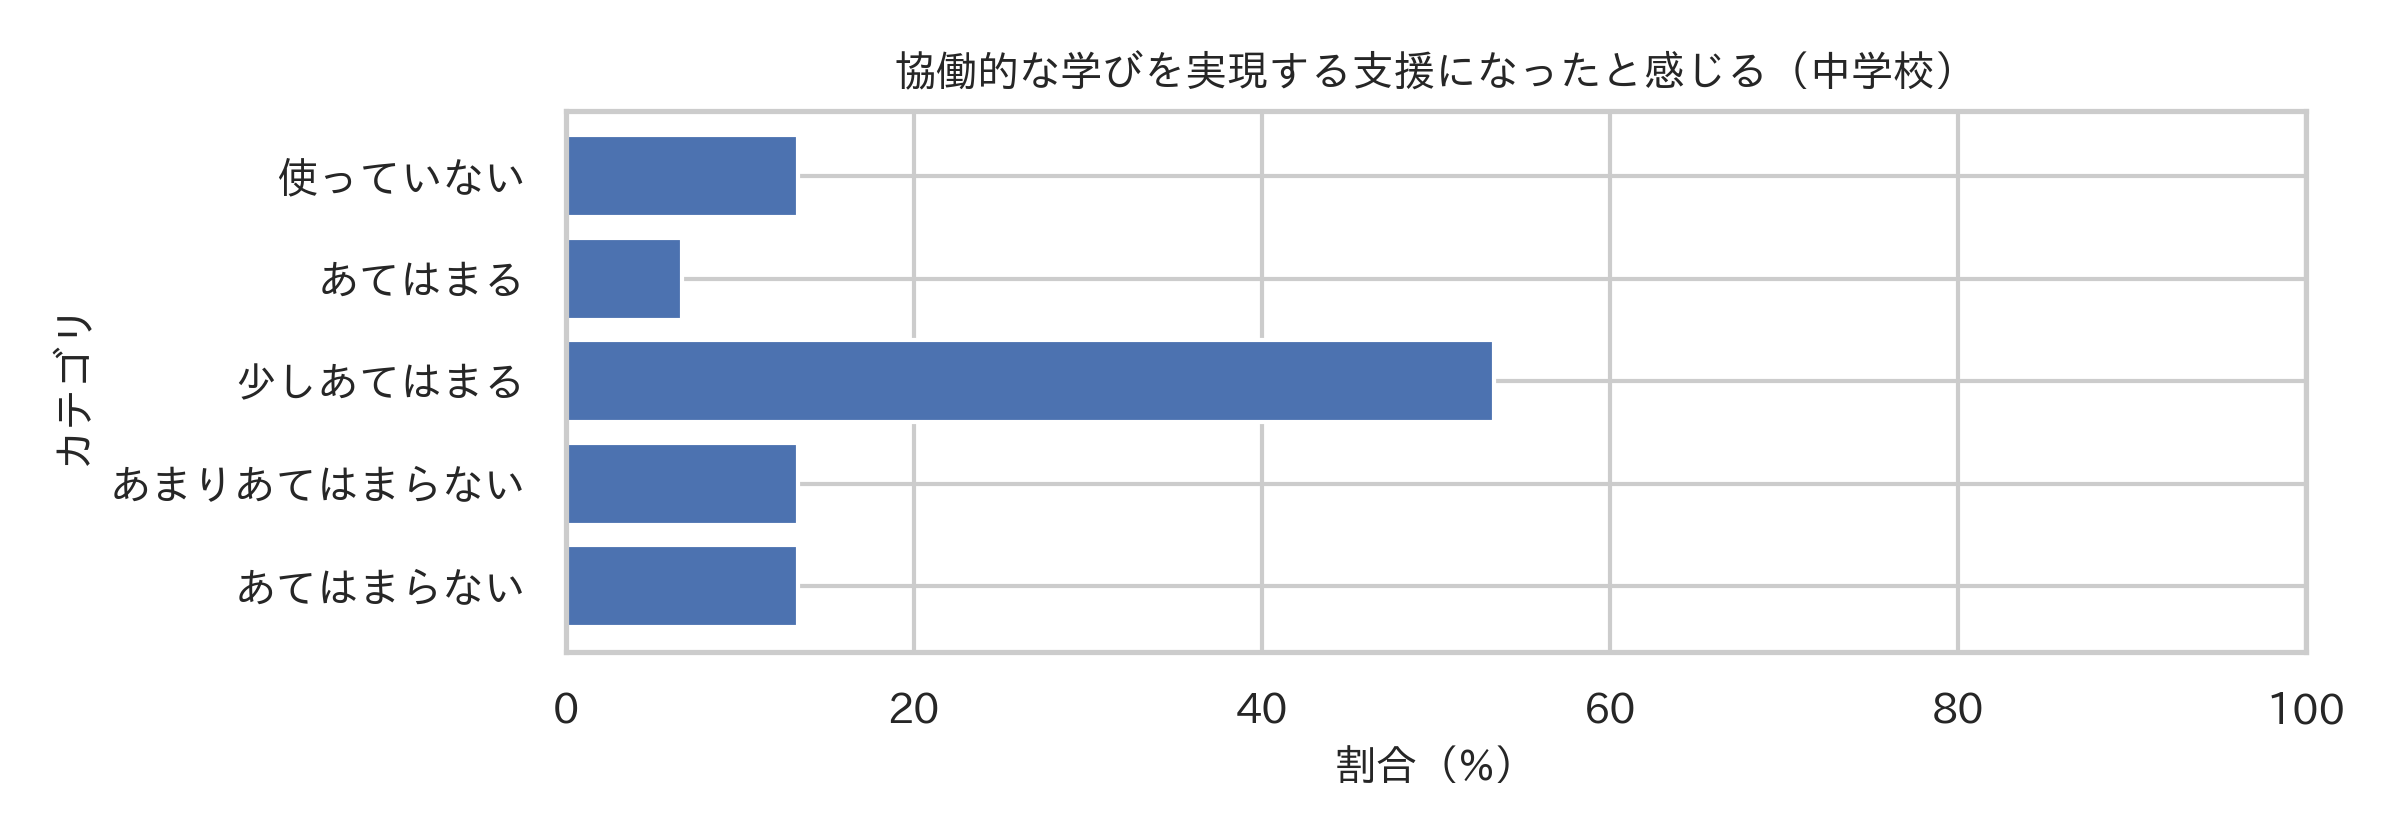 協働的な学びを実現する支援になったと感じる（中学校）
カテゴリ
使っていない
あてはまる
少しあてはまる
あまりあてはまらない
あてはまらない
0 20 40 60 80 100
割合（%）